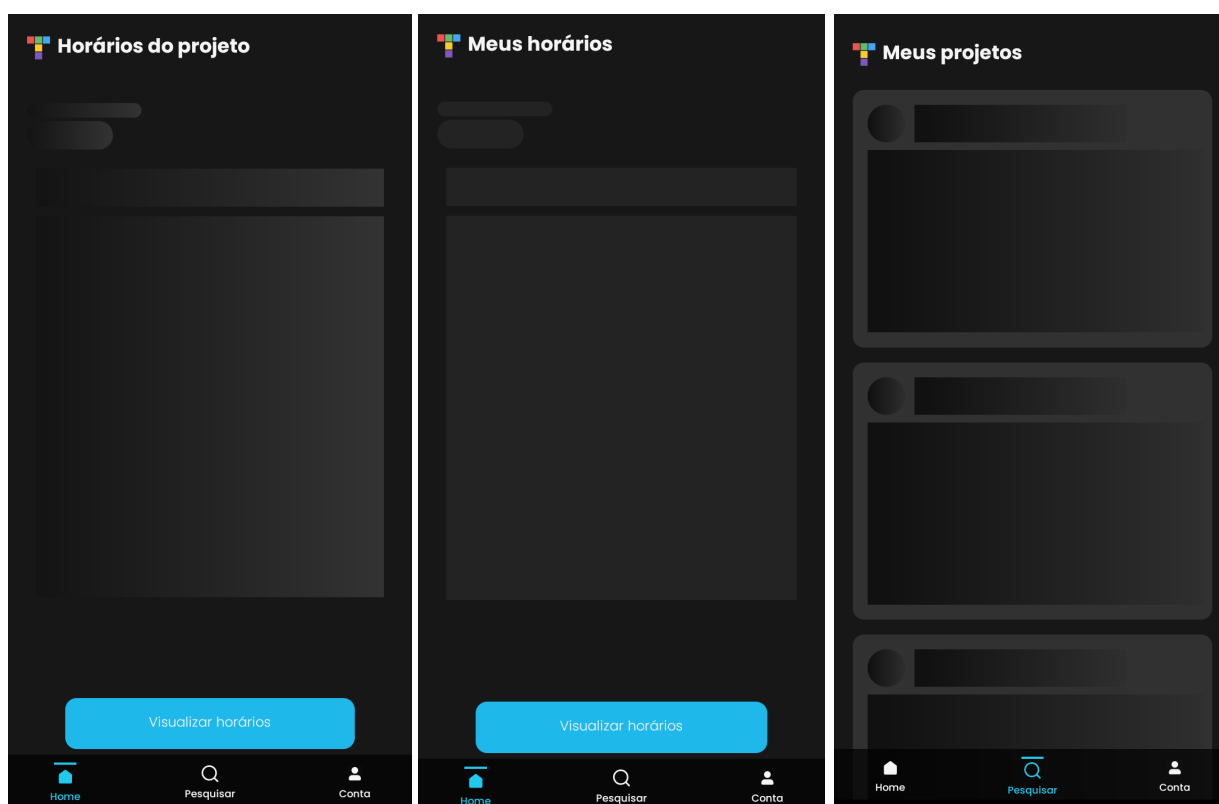 Horários do projeto
Visualizar horários
Home
Pesquisar
Conta
Meus horários
Visualizar horários
Home
Pesquisar
Conta
Meus projetos
Home
Pesquisar
Conta